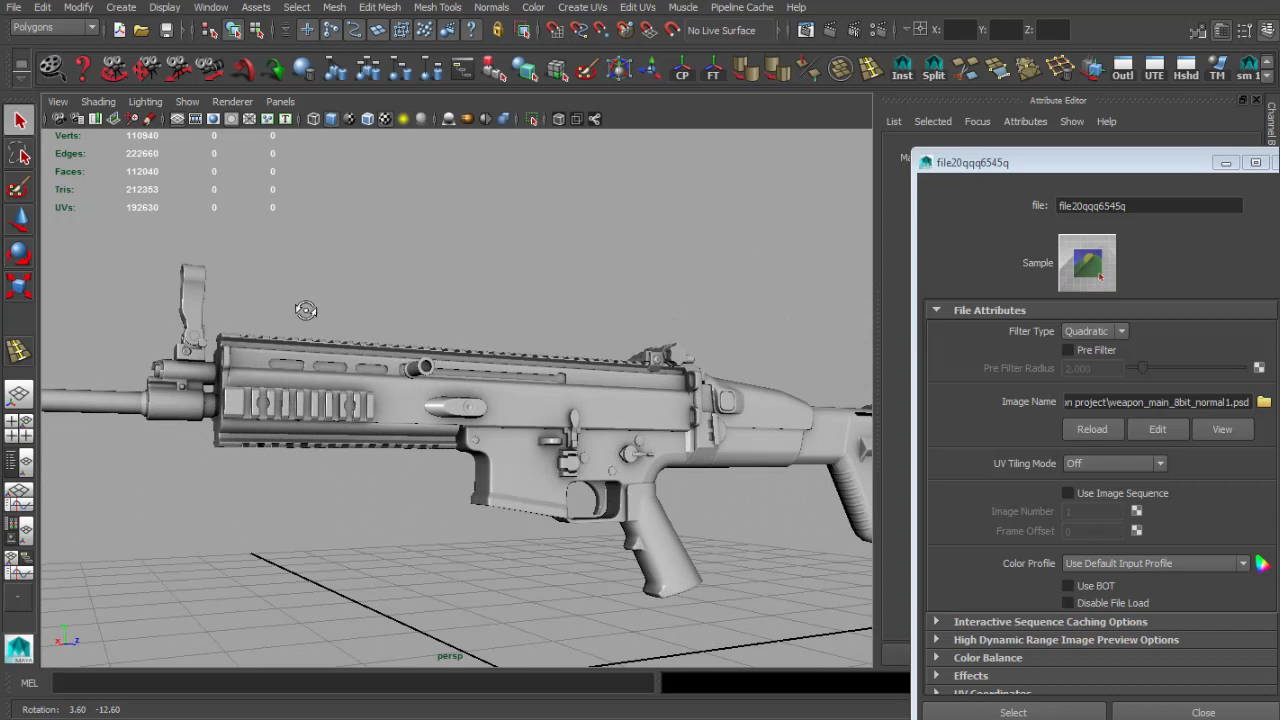 File Edit Modify Create Display Window Assets Select Mesh Edit Mesh Mesh Tools Normals Color Create UVs Edit UVs Muscle Pipeline Cache Help
Polygons No Live Surface X: Y: Z:
CP FT Inst Split Outl UTE Hshd TM sm 1
View Shading Lighting Show Renderer Panels
Attribute Editor
List Selected Focus Attributes Show Help
Verts: 110940 0 0
Edges: 222660 0 0
Faces: 112040 0 0
Tris: 212353 0 0
UVs: 192630 0 0
Ma
file20qqq6545q
file: file20qqq6545q
Sample
File Attributes
Filter Type Quadratic
Pre Filter
Pre Filter Radius 2.000
Image Name on project\weapon_main_8bit_normal1.psd
Reload Edit View
UV Tiling Mode Off
Use Image Sequence
Image Number 1
Frame Offset 0
Color Profile Use Default Input Profile
Use BOT
Disable File Load
Interactive Sequence Caching Options
High Dynamic Range Image Preview Options
Color Balance
Effects
UV Coordinates
Select Close
persp
MAYA
MEL
Rotation: 3.60 -12.60